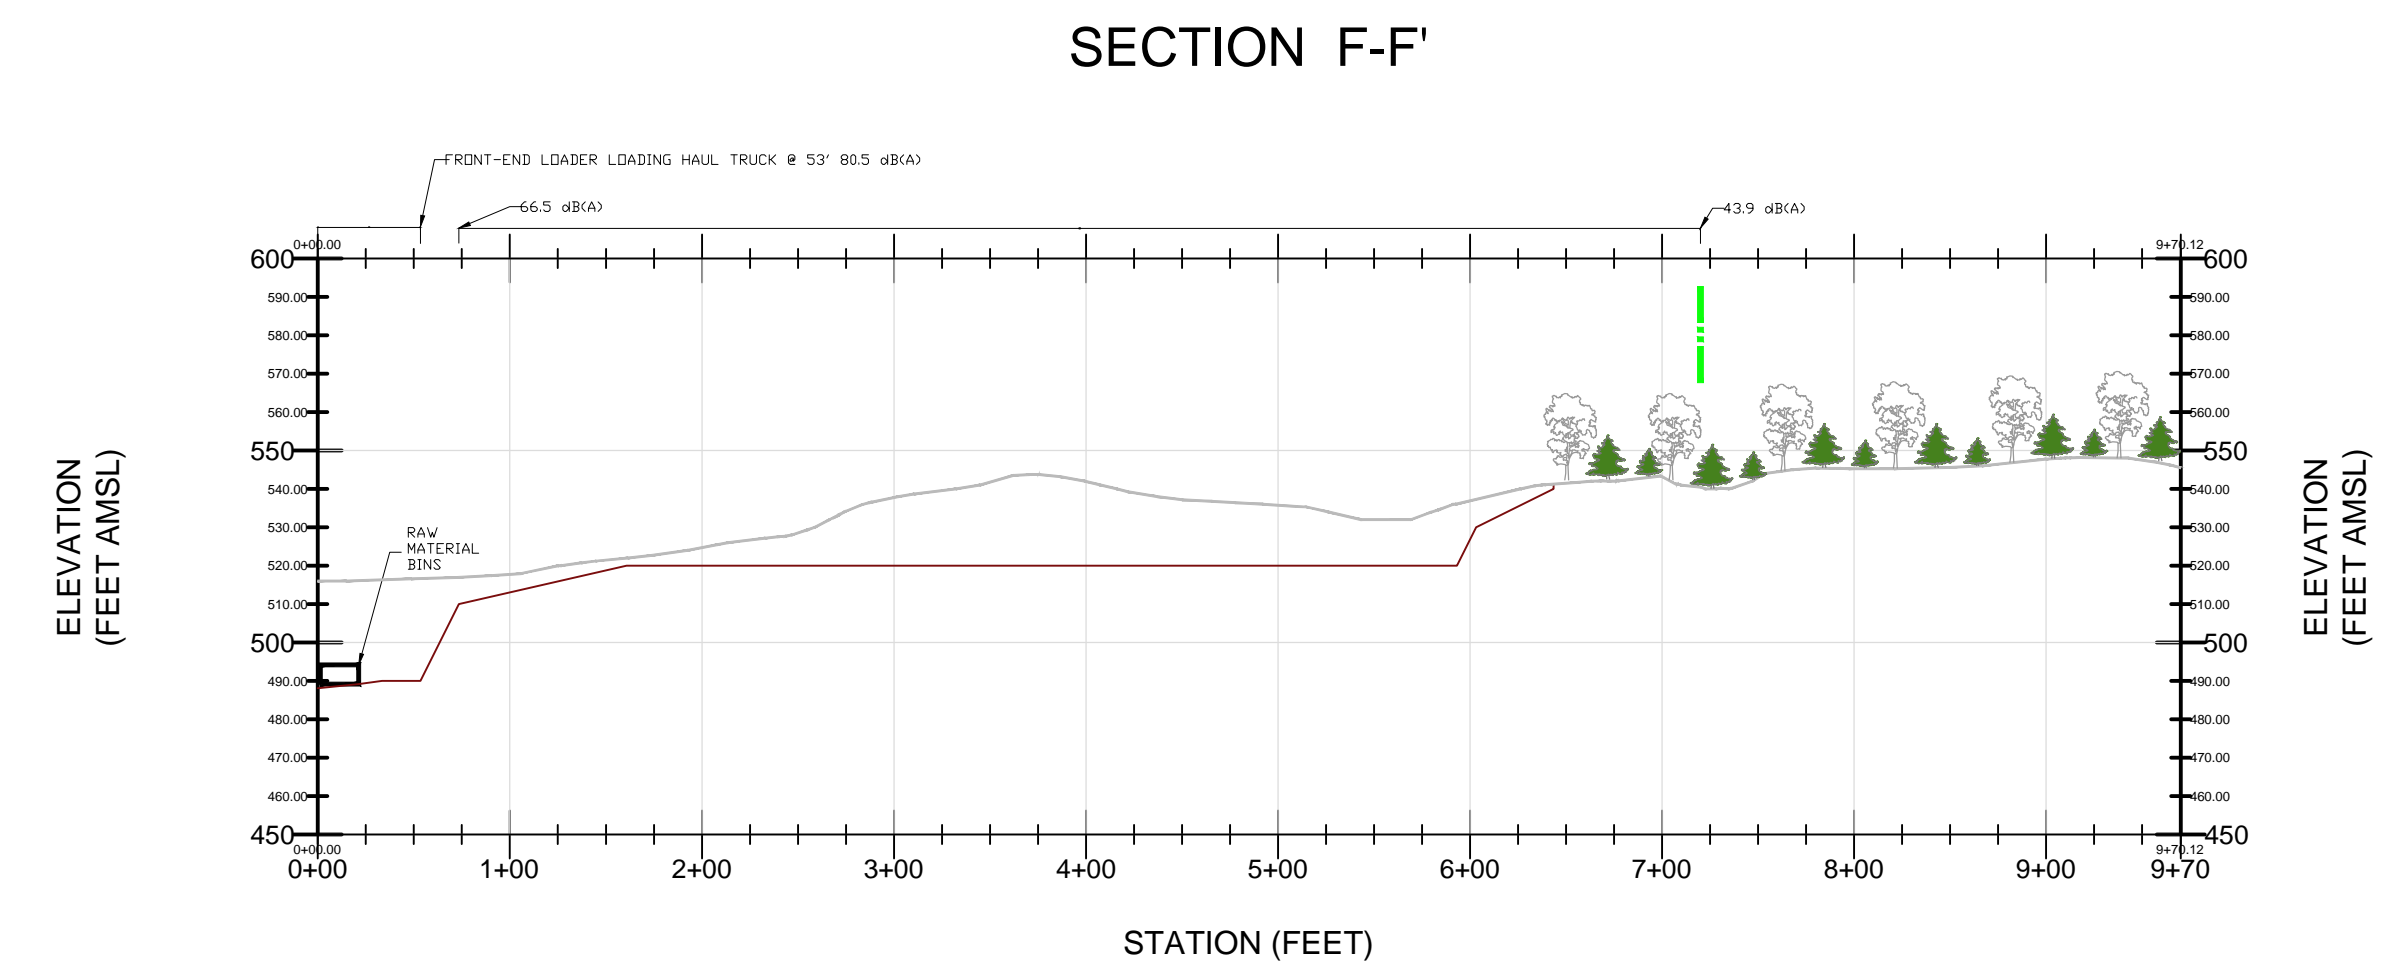 SECTION F-F'
FRONT-END LOADER LOADING HAUL TRUCK @ 53' 80.5 dB(A)
66.5 dB(A)
43.9 dB(A)
0+00.00
9+70.12
600
600
590.00
590.00
580.00
580.00
570.00
570.00
560.00
560.00
550
550
540.00
540.00
530.00
530.00
520.00
520.00
510.00
510.00
500
500
490.00
490.00
480.00
480.00
470.00
470.00
460.00
460.00
450
450
RAW
MATERIAL
BINS
ELEVATION
(FEET AMSL)
ELEVATION
(FEET AMSL)
0+00.00
9+70.12
0+00 1+00 2+00 3+00 4+00 5+00 6+00 7+00 8+00 9+00 9+70
STATION (FEET)